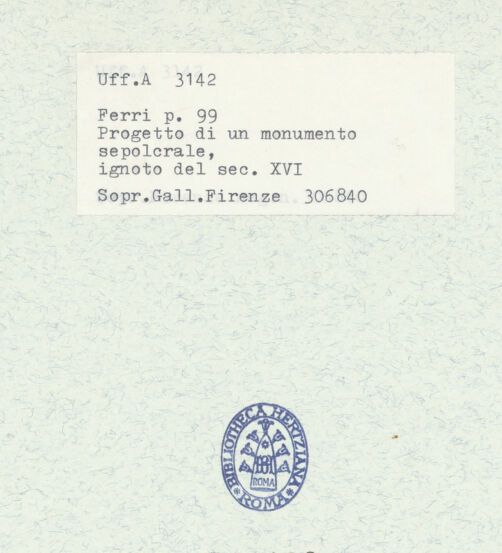 Uff.A 3142
Ferri p. 99
Progetto di un monumento
sepolcrale,
ignoto del sec. XVI
Sopr.Gall.Firenze 306840
BIBLIOTHECA HERTZIANA
ROMA
ROMA